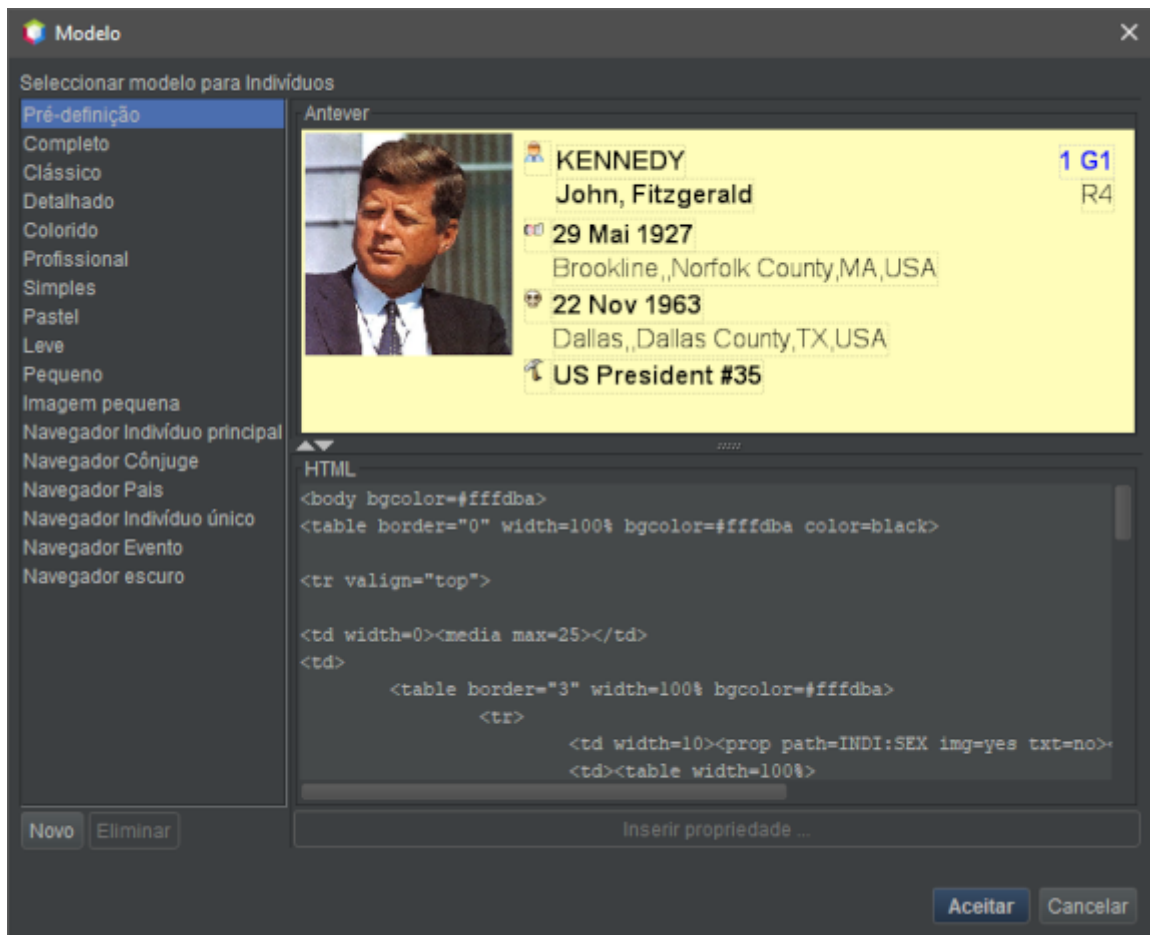 Modelo
Seleccionar modelo para Indivíduos
Pré-definição
Completo
Clássico
Detalhado
Colorido
Profissional
Simples
Pastel
Leve
Pequeno
Imagem pequena
Navegador Indivíduo principal
Navegador Cônjuge
Navegador Pais
Navegador Indivíduo único
Navegador Evento
Navegador escuro
Novo
Eliminar
Antever
KENNEDY 1 G1
John, Fitzgerald R4
29 Mai 1927
Brookline,,Norfolk County,MA,USA
22 Nov 1963
Dallas,,Dallas County,TX,USA
US President #35
HTML
<body bgcolor=#fffdba>
<table border="0" width=100% bgcolor=#fffdba color=black>
<tr valign="top">
<td width=0><media max=25></td>
<td>
<table border="3" width=100% bgcolor=#fffdba>
<tr>
<td width=10><prop path=INDI:SEX img=yes txt=no>
<td><table width=100%>
Inserir propriedade ...
Aceitar
Cancelar